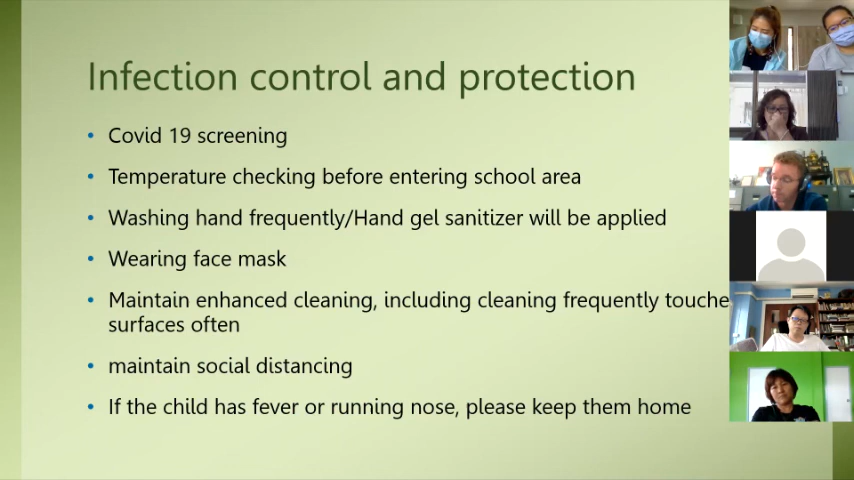 Infection control and protection
• Covid 19 screening
• Temperature checking before entering school area
• Washing hand frequently/Hand gel sanitizer will be applied
• Wearing face mask
• Maintain enhanced cleaning, including cleaning frequently touche
surfaces often
• maintain social distancing
• If the child has fever or running nose, please keep them home